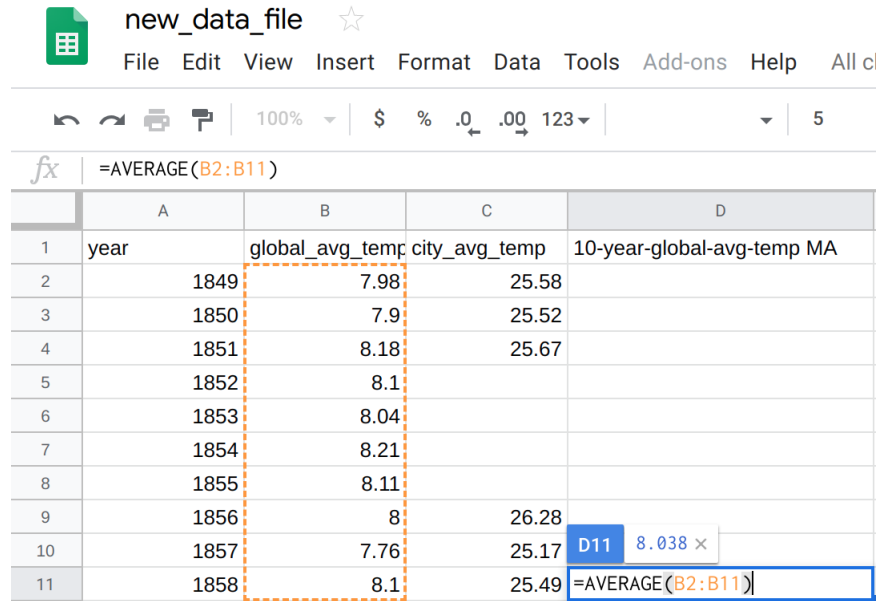 new_data_file
File Edit View Insert Format Data Tools Add-ons Help All c
100% $ % .0 .00 123 5
fx =AVERAGE(B2:B11)
A B C D
1 year global_avg_temp city_avg_temp 10-year-global-avg-temp MA
2 1849 7.98 25.58
3 1850 7.9 25.52
4 1851 8.18 25.67
5 1852 8.1
6 1853 8.04
7 1854 8.21
8 1855 8.11
9 1856 8 26.28
10 1857 7.76 25.17 D11 8.038 ×
11 1858 8.1 25.49 =AVERAGE(B2:B11)